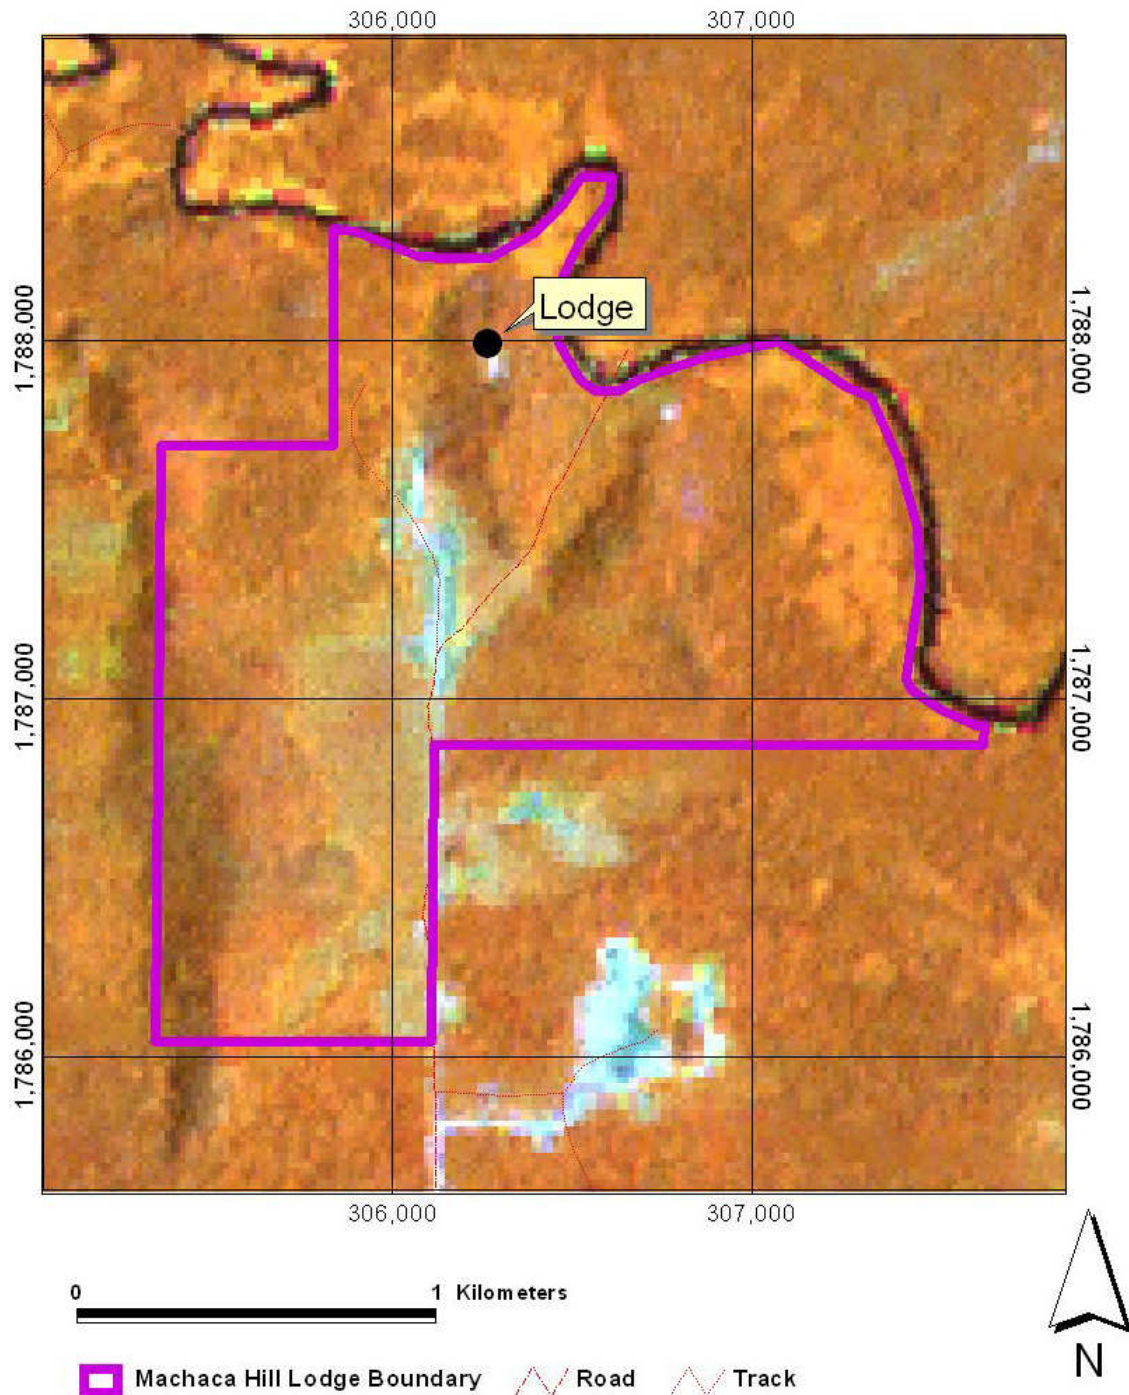 306,000 307,000
Lodge
1,788,000 1,788,000
1,787,000 1,787,000
1,786,000 1,786,000
306,000 307,000
0 1 Kilometers
N
Machaca Hill Lodge Boundary Road Track